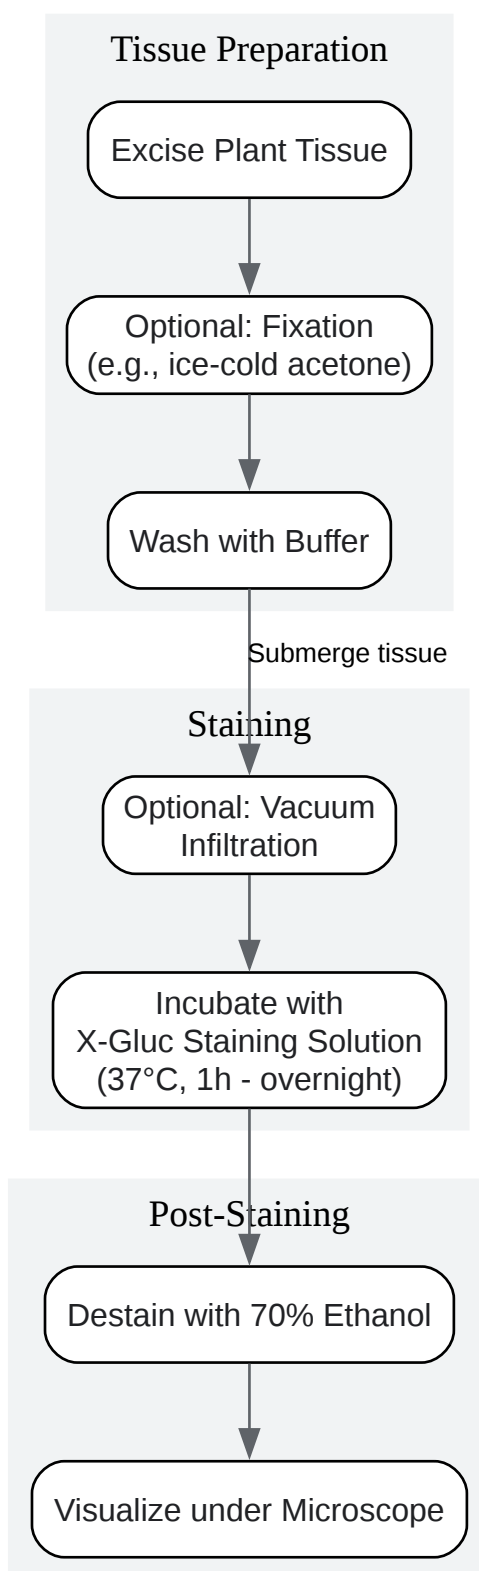 Tissue Preparation
Excise Plant Tissue
Optional: Fixation
(e.g., ice-cold acetone)
Wash with Buffer
Submerge tissue
Staining
Optional: Vacuum
Infiltration
Incubate with
X-Gluc Staining Solution
(37°C, 1h - overnight)
Post-Staining
Destain with 70% Ethanol
Visualize under Microscope